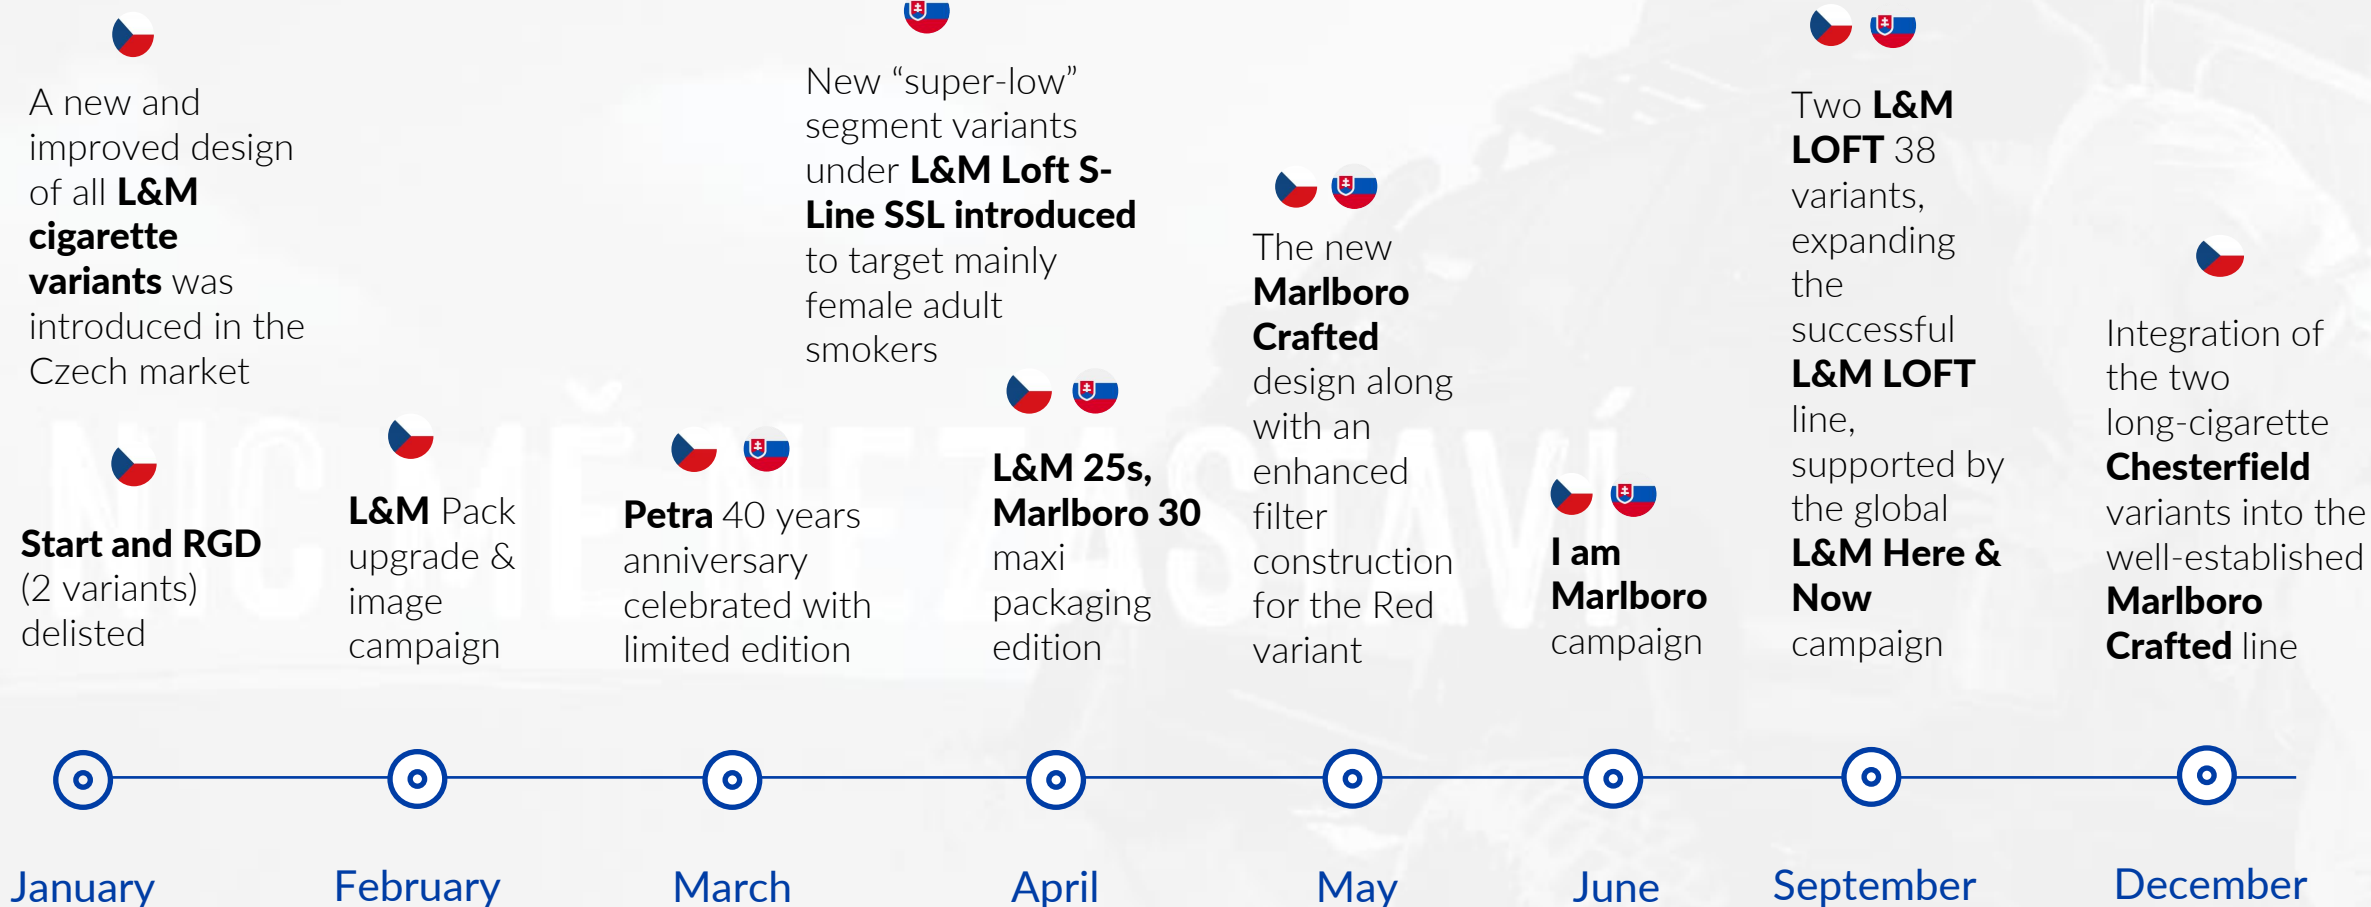 A new and
improved design
of all L&M
cigarette
variants was
introduced in the
Czech market
Start and RGD
(2 variants)
delisted
L&M Pack
upgrade &
image
campaign
Petra 40 years
anniversary
celebrated with
limited edition
New “super-low”
segment variants
under L&M Loft S-
Line SSL introduced
to target mainly
female adult
smokers
L&M 25s,
Marlboro 30
maxi
packaging
edition
The new
Marlboro
Crafted
design along
with an
enhanced
filter
construction
for the Red
variant
I am
Marlboro
campaign
Two L&M
LOFT 38
variants,
expanding
the
successful
L&M LOFT
line,
supported by
the global
L&M Here &
Now
campaign
Integration of
the two
long-cigarette
Chesterfield
variants into the
well-established
Marlboro
Crafted line
NIC MĚ NEZASTAVÍ
January
February
March
April
May
June
September
December